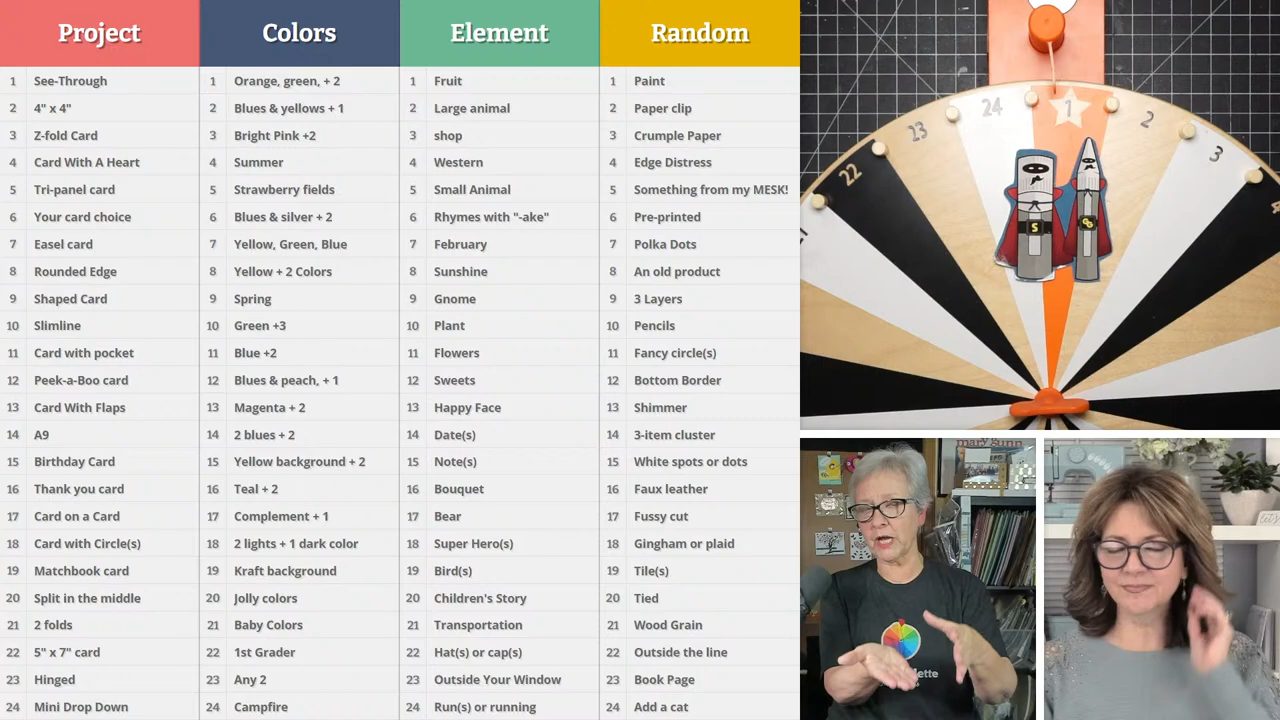 Project
1 See-Through
2 4" x 4"
3 Z-fold Card
4 Card With A Heart
5 Tri-panel card
6 Your card choice
7 Easel card
8 Rounded Edge
9 Shaped Card
10 Slimline
11 Card with pocket
12 Peek-a-Boo card
13 Card With Flaps
14 A9
15 Birthday Card
16 Thank you card
17 Card on a Card
18 Card with Circle(s)
19 Matchbook card
20 Split in the middle
21 2 folds
22 5" x 7" card
23 Hinged
24 Mini Drop Down
Colors
1 Orange, green, + 2
2 Blues & yellows + 1
3 Bright Pink +2
4 Summer
5 Strawberry fields
6 Blues & silver + 2
7 Yellow, Green, Blue
8 Yellow + 2 Colors
9 Spring
10 Green +3
11 Blue +2
12 Blues & peach, + 1
13 Magenta + 2
14 2 blues + 2
15 Yellow background + 2
16 Teal + 2
17 Complement + 1
18 2 lights + 1 dark color
19 Kraft background
20 Jolly colors
21 Baby Colors
22 1st Grader
23 Any 2
24 Campfire
Element
1 Fruit
2 Large animal
3 shop
4 Western
5 Small Animal
6 Rhymes with "-ake"
7 February
8 Sunshine
9 Gnome
10 Plant
11 Flowers
12 Sweets
13 Happy Face
14 Date(s)
15 Note(s)
16 Bouquet
17 Bear
18 Super Hero(s)
19 Bird(s)
20 Children's Story
21 Transportation
22 Hat(s) or cap(s)
23 Outside Your Window
24 Run(s) or running
Random
1 Paint
2 Paper clip
3 Crumple Paper
4 Edge Distress
5 Something from my MESK!
6 Pre-printed
7 Polka Dots
8 An old product
9 3 Layers
10 Pencils
11 Fancy circle(s)
12 Bottom Border
13 Shimmer
14 3-item cluster
15 White spots or dots
16 Faux leather
17 Fussy cut
18 Gingham or plaid
19 Tile(s)
20 Tied
21 Wood Grain
22 Outside the line
23 Book Page
24 Add a cat
22
23
24
1
2
3
S
mary gunn
let's